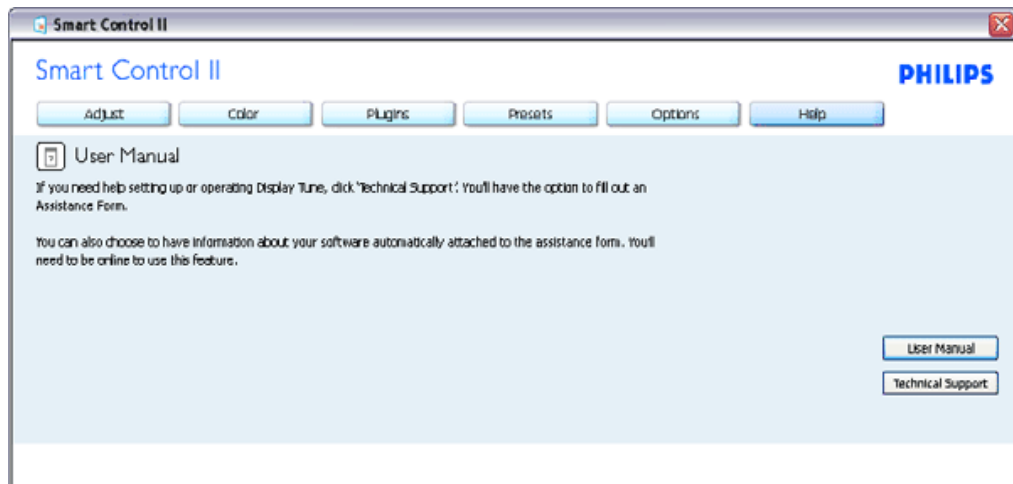 Smart Control II
Smart Control II
PHILIPS
Adjust Color Plugins Presets Options Help
User Manual
If you need help setting up or operating Display Tune, click 'Technical Support'. You'll have the option to fill out an
Assistance Form.
You can also choose to have information about your software automatically attached to the assistance form. You'll
need to be online to use this feature.
User Manual
Technical Support